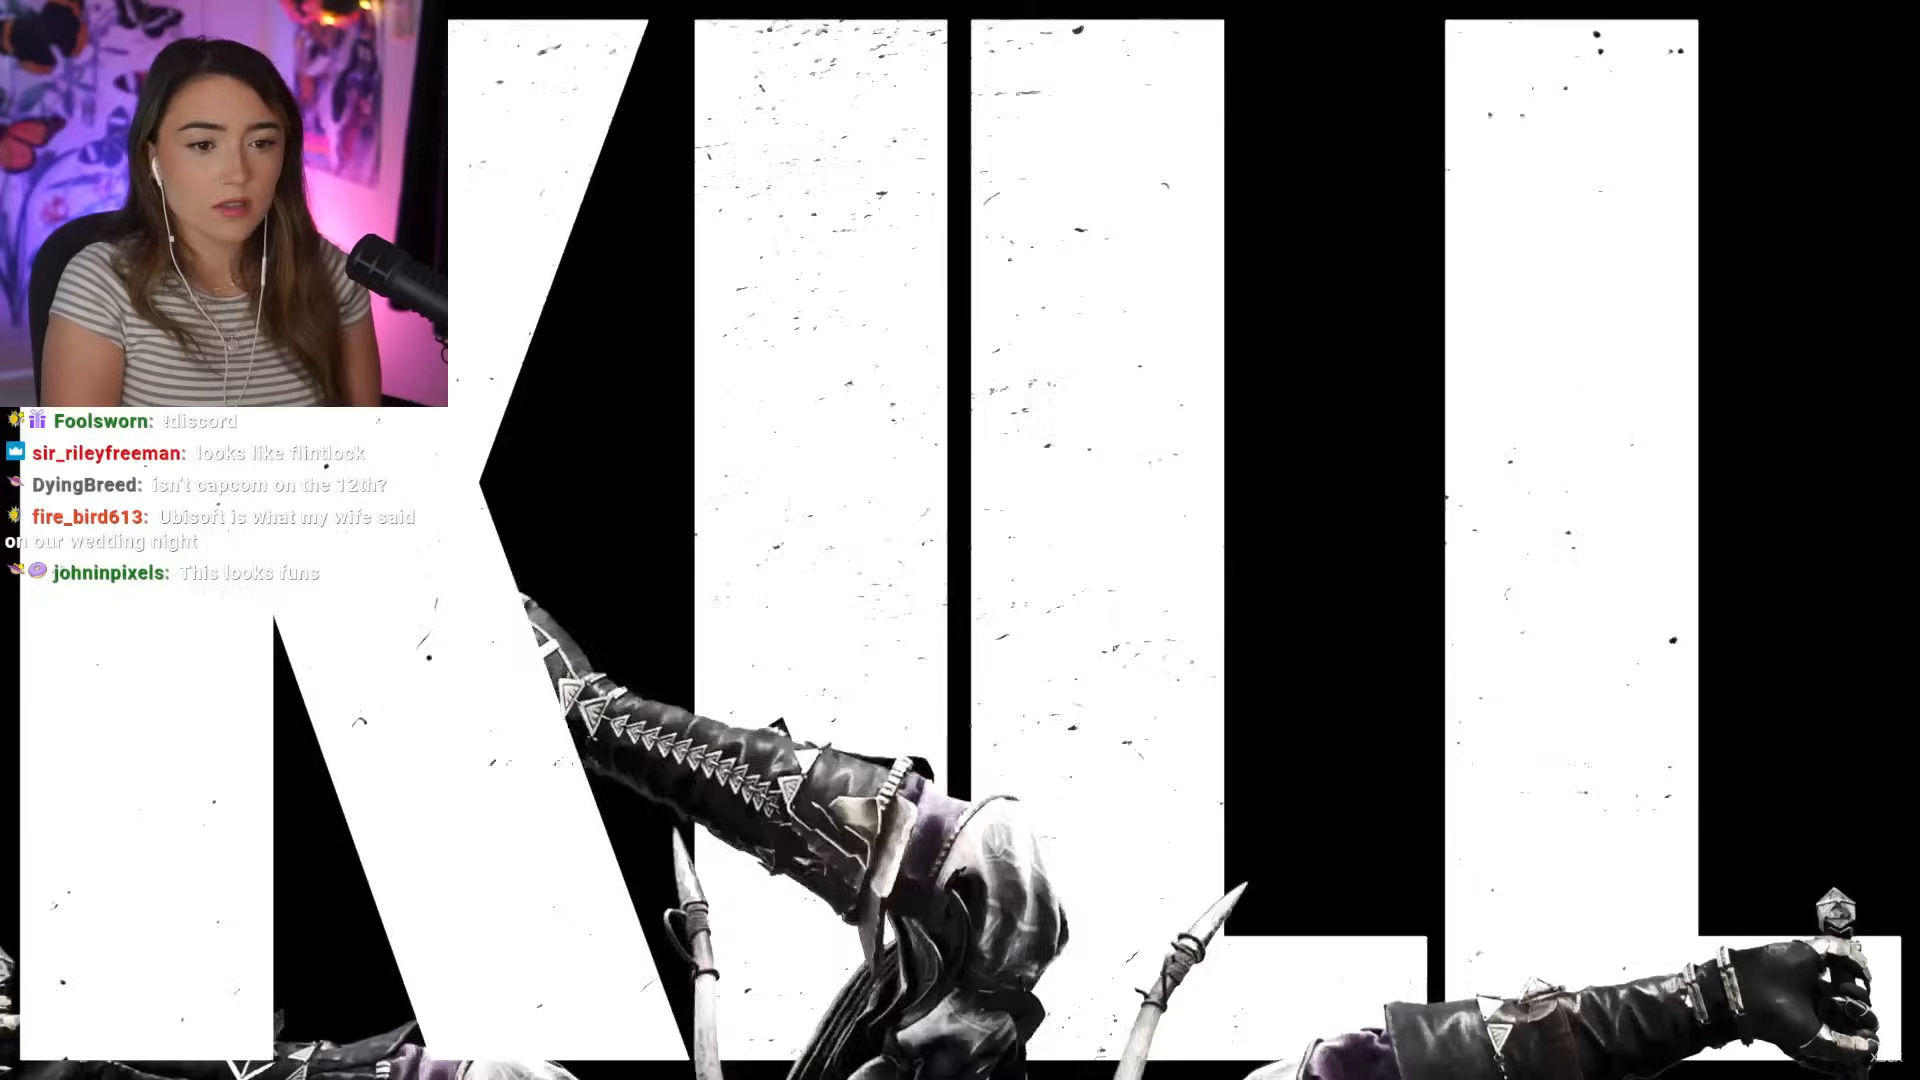 KILL
Foolsworn: !discord
sir_rileyfreeman: looks like flintlock
DyingBreed: isn't capcom on the 12th?
fire_bird613: Ubisoft is what my wife said
on our wedding night
johninpixels: This looks funs
XBOX